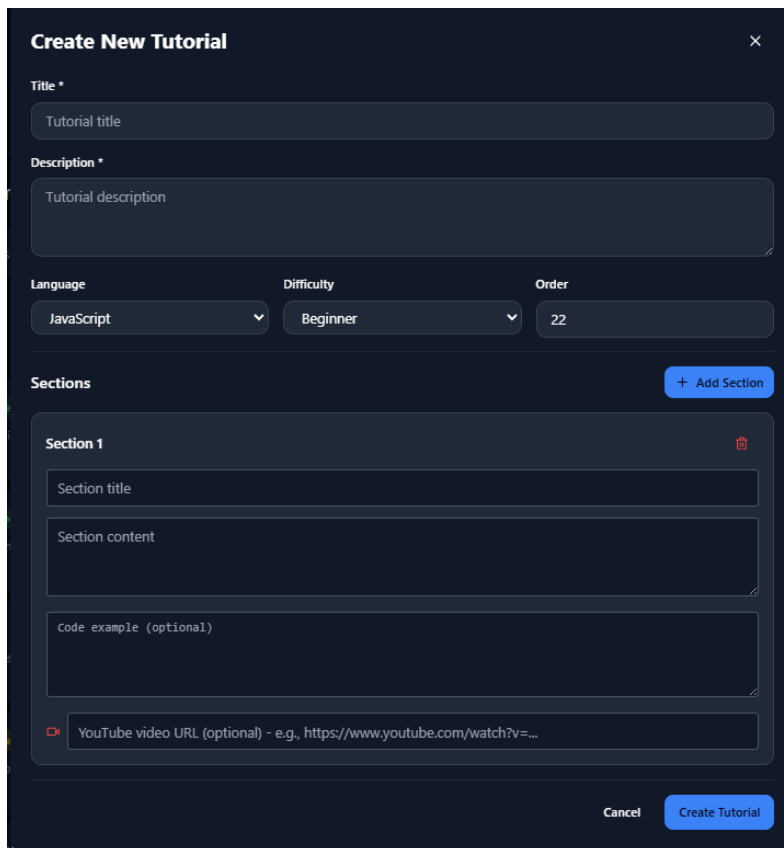 Create New Tutorial
Title *
Tutorial title
Description *
Tutorial description
Language Difficulty Order
JavaScript Beginner 22
Sections + Add Section
Section 1
Section title
Section content
Code example (optional)
YouTube video URL (optional) - e.g., https://www.youtube.com/watch?v=...
Cancel Create Tutorial